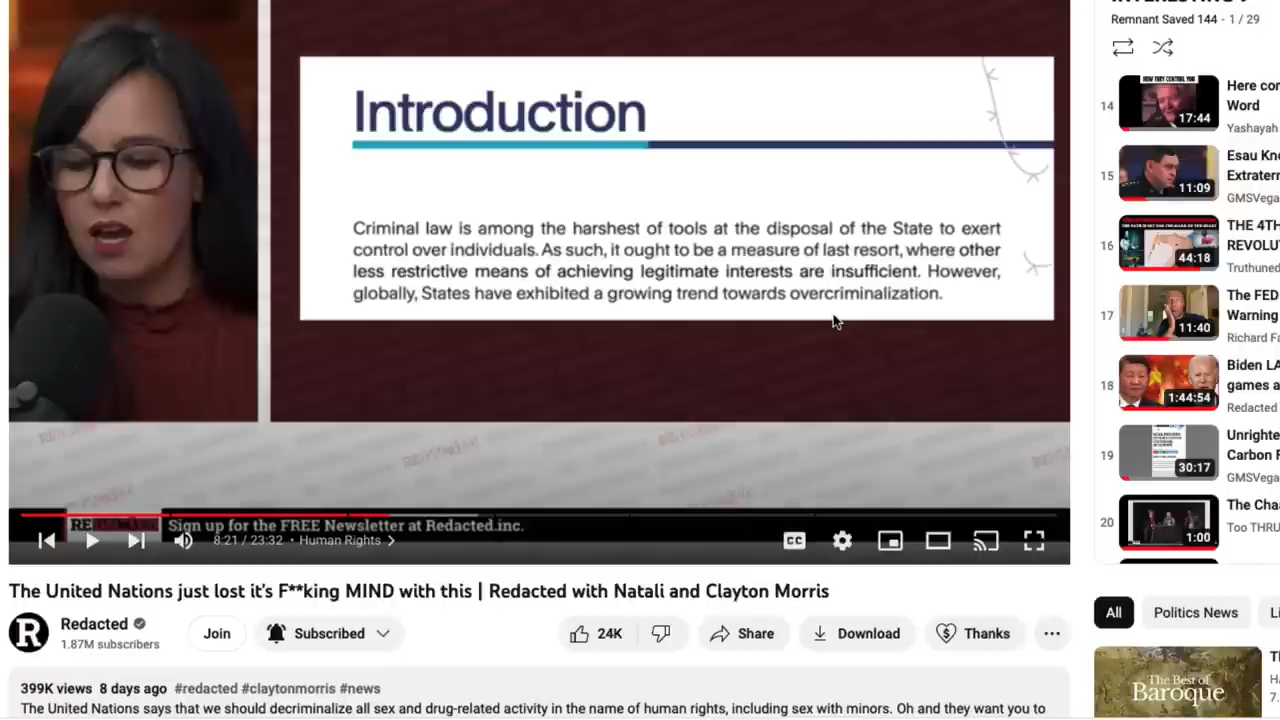 Remnant Saved 144 - 1 / 29
Introduction
Criminal law is among the harshest of tools at the disposal of the State to exert
control over individuals. As such, it ought to be a measure of last resort, where other
less restrictive means of achieving legitimate interests are insufficient. However,
globally, States have exhibited a growing trend towards overcriminalization.
Sign up for the FREE Newsletter at Redacted.inc.
8:21 / 23:32 • Human Rights >
CC
The United Nations just lost it's F**king MIND with this | Redacted with Natali and Clayton Morris
R
Redacted
1.87M subscribers
Join
Subscribed
24K
Share
Download
Thanks
399K views 8 days ago #redacted #claytonmorris #news
The United Nations says that we should decriminalize all sex and drug-related activity in the name of human rights, including sex with minors. Oh and they want you to
14
HOW THEY CONTROL YOU
17:44
Here cor
Word
Yashayah
15
11:09
Esau Kno
Extraterr
GMSVega
16
44:18
THE 4TH
REVOLU
Truthuned
17
11:40
The FED
Warning
Richard Fa
18
1:44:54
Biden LA
games a
Redacted
19
30:17
Unrighte
Carbon F
GMSVega
20
1:00
The Cha
Too THRU
All
Politics News
Li
The Best of
Baroque